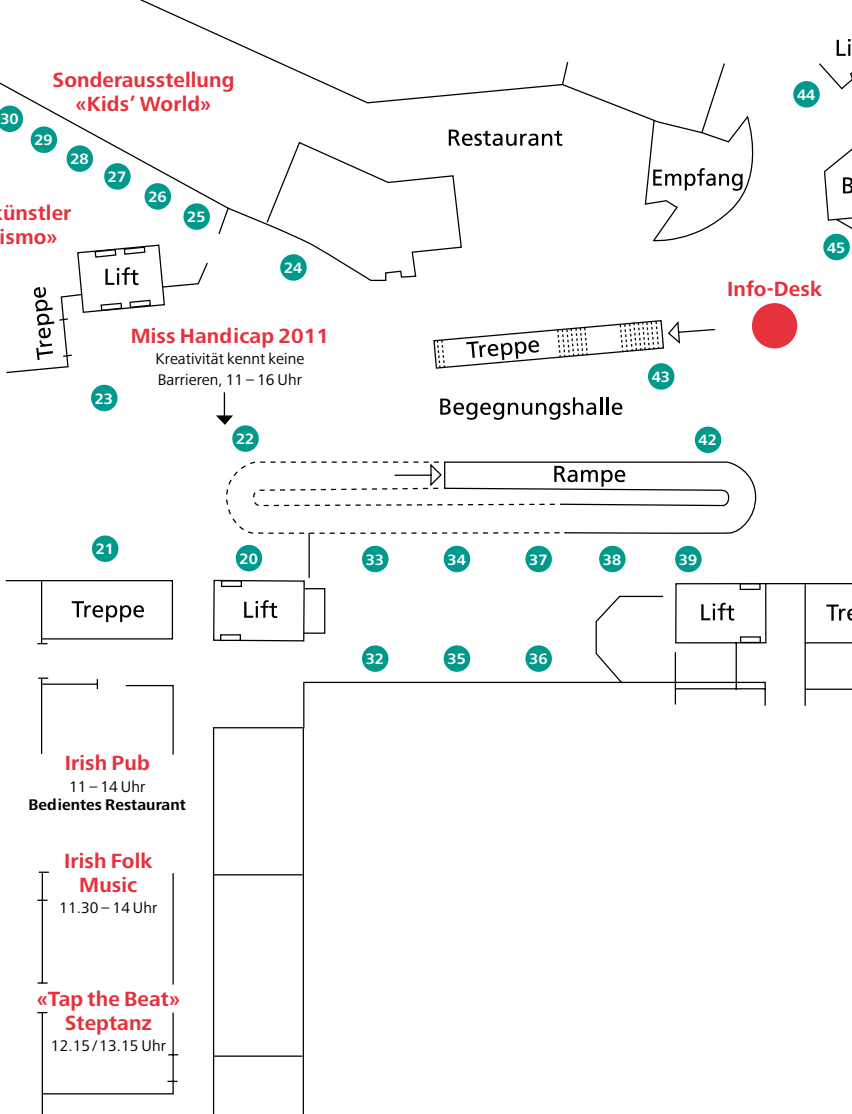 Li
44
Sonderausstellung
«Kids’ World»
30
29
28
27
26
25
Restaurant
Empfang
B
45
künstler
ismo»
24
Lift
Treppe
Info-Desk
Miss Handicap 2011
Kreativität kennt keine
Barrieren, 11 – 16 Uhr
Treppe
43
23
Begegnungshalle
22
42
Rampe
21
20
33
34
37
38
39
Treppe
Lift
Lift
Tre
32
35
36
Irish Pub
11 – 14 Uhr
Bedientes Restaurant
Irish Folk
Music
11.30 – 14 Uhr
«Tap the Beat»
Steptanz
12.15 / 13.15 Uhr